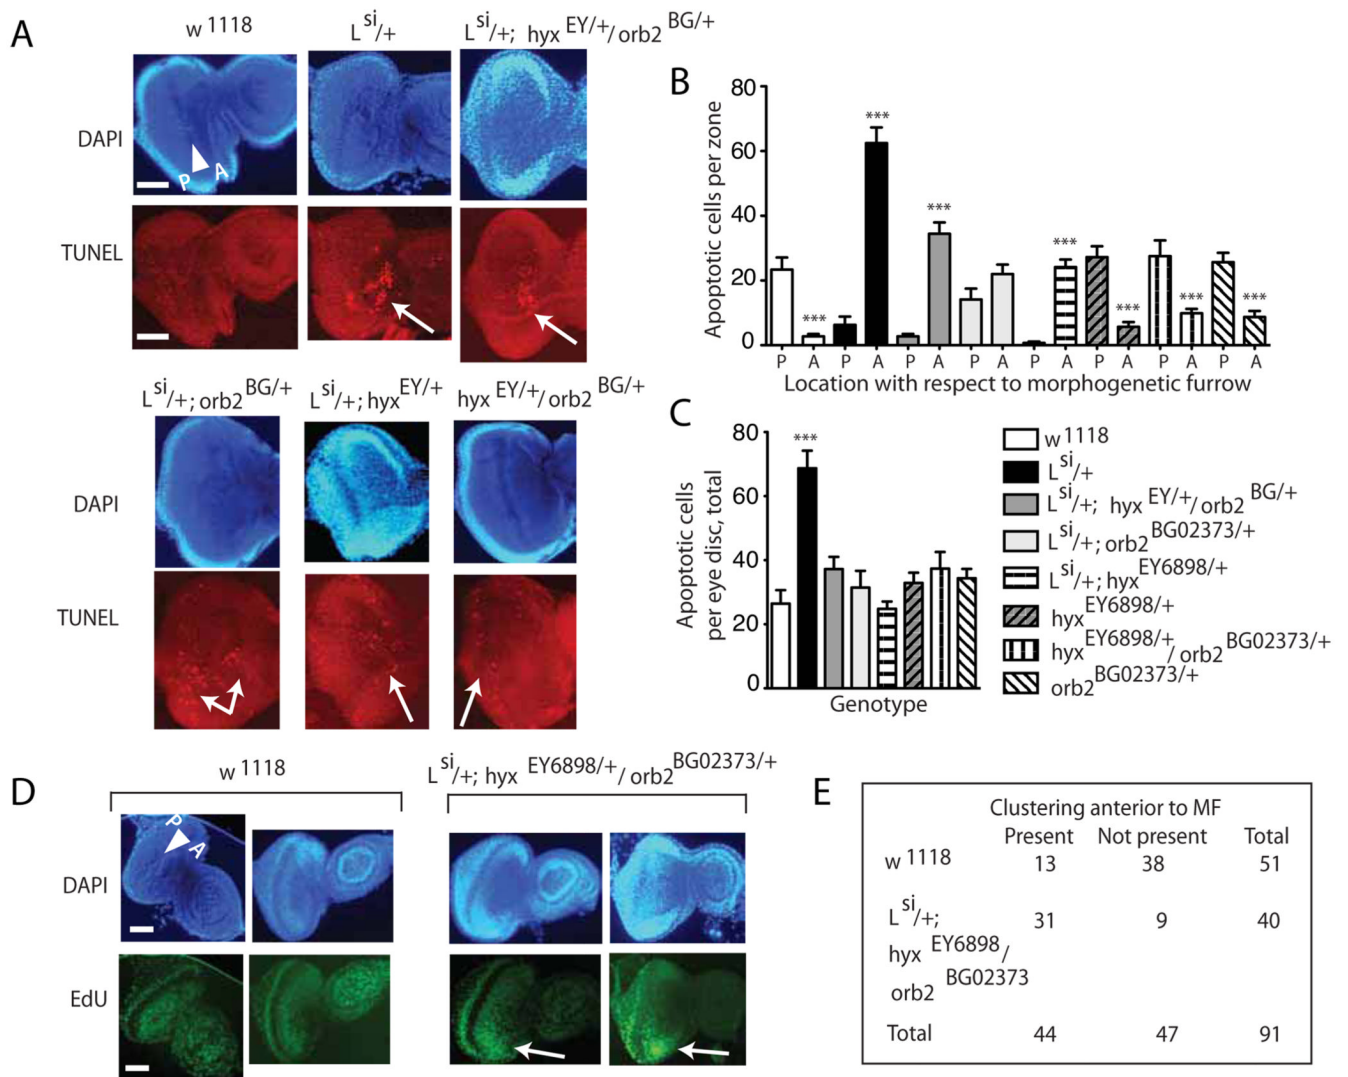 A
w 1118
L si/+
L si/+; hyx EY/+/orb2 BG/+
DAPI
P A
TUNEL
L si/+; orb2 BG/+
L si/+; hyx EY/+
hyx EY/+/orb2 BG/+
DAPI
TUNEL
B
Apoptotic cells per zone
80
60
40
20
0
*** *** *** *** *** *** ***
P A P A P A P A P A P A P A P A
Location with respect to morphogenetic furrow
C
Apoptotic cells
per eye disc, total
80
60
40
20
0
***
Genotype
w 1118
L si/+
L si/+; hyx EY/+/orb2 BG/+
L si/+; orb2 BG02373/+
L si/+; hyx EY6898/+
hyx EY6898/+
hyx EY6898/+/orb2 BG02373/+
orb2 BG02373/+
D
w 1118
L si/+; hyx EY6898/+/orb2 BG02373/+
DAPI
P A
EdU
E
Clustering anterior to MF
Present Not present Total
w 1118 13 38 51
L si/+; 31 9 40
hyx EY6898/
orb2 BG02373
Total 44 47 91